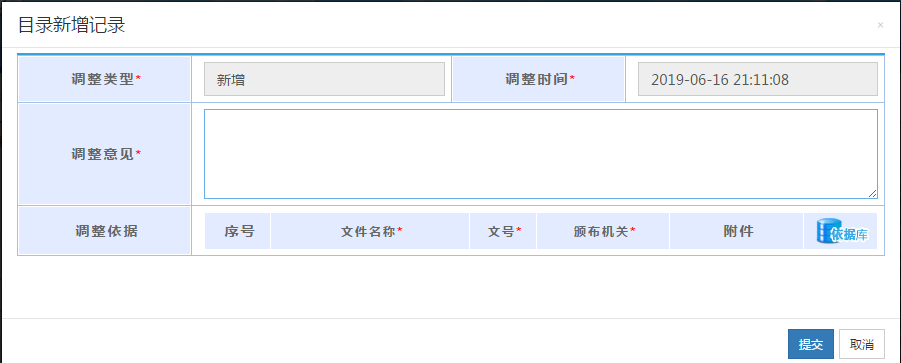 目录新增记录 ×
调整类型* 新增 调整时间* 2019-06-16 21:11:08
调整意见*
调整依据 序号 文件名称* 文号* 颁布机关* 附件 依据库
提交 取消